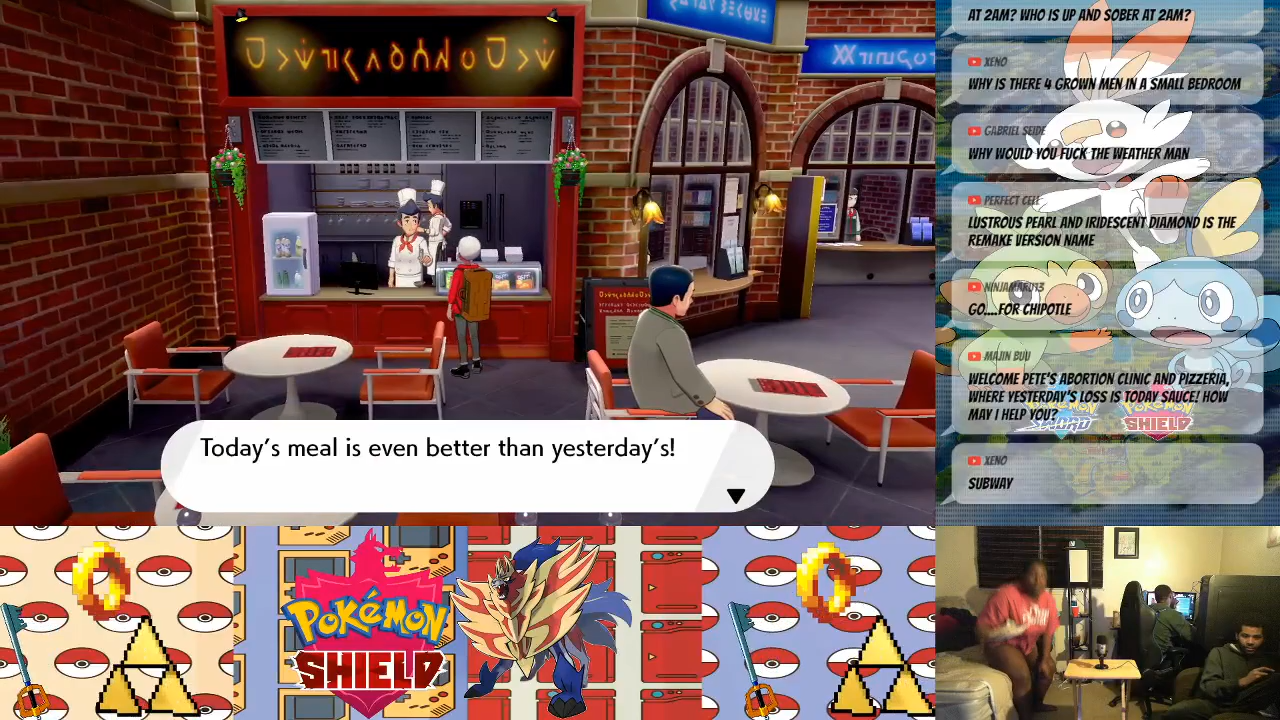 Today's meal is even better than yesterday's!
AT 2AM? WHO IS UP AND SOBER AT 2AM?
XENO
WHY IS THERE 4 GROWN MEN IN A SMALL BEDROOM
GABRIEL SEIDE
WHY WOULD YOU FUCK THE WEATHER MAN
PERFECT CELL
LUSTROUS PEARL AND IRIDESCENT DIAMOND IS THE
REMAKE VERSION NAME
GO....FOR CHIPOTLE
MAJIN BUU
WELCOME PETE'S ABORTION CLINIC AND PIZZERIA,
WHERE YESTERDAY'S LOSS IS TODAY SAUCE! HOW
MAY I HELP YOU?
XENO
SUBWAY
POKéMON
SHIELD